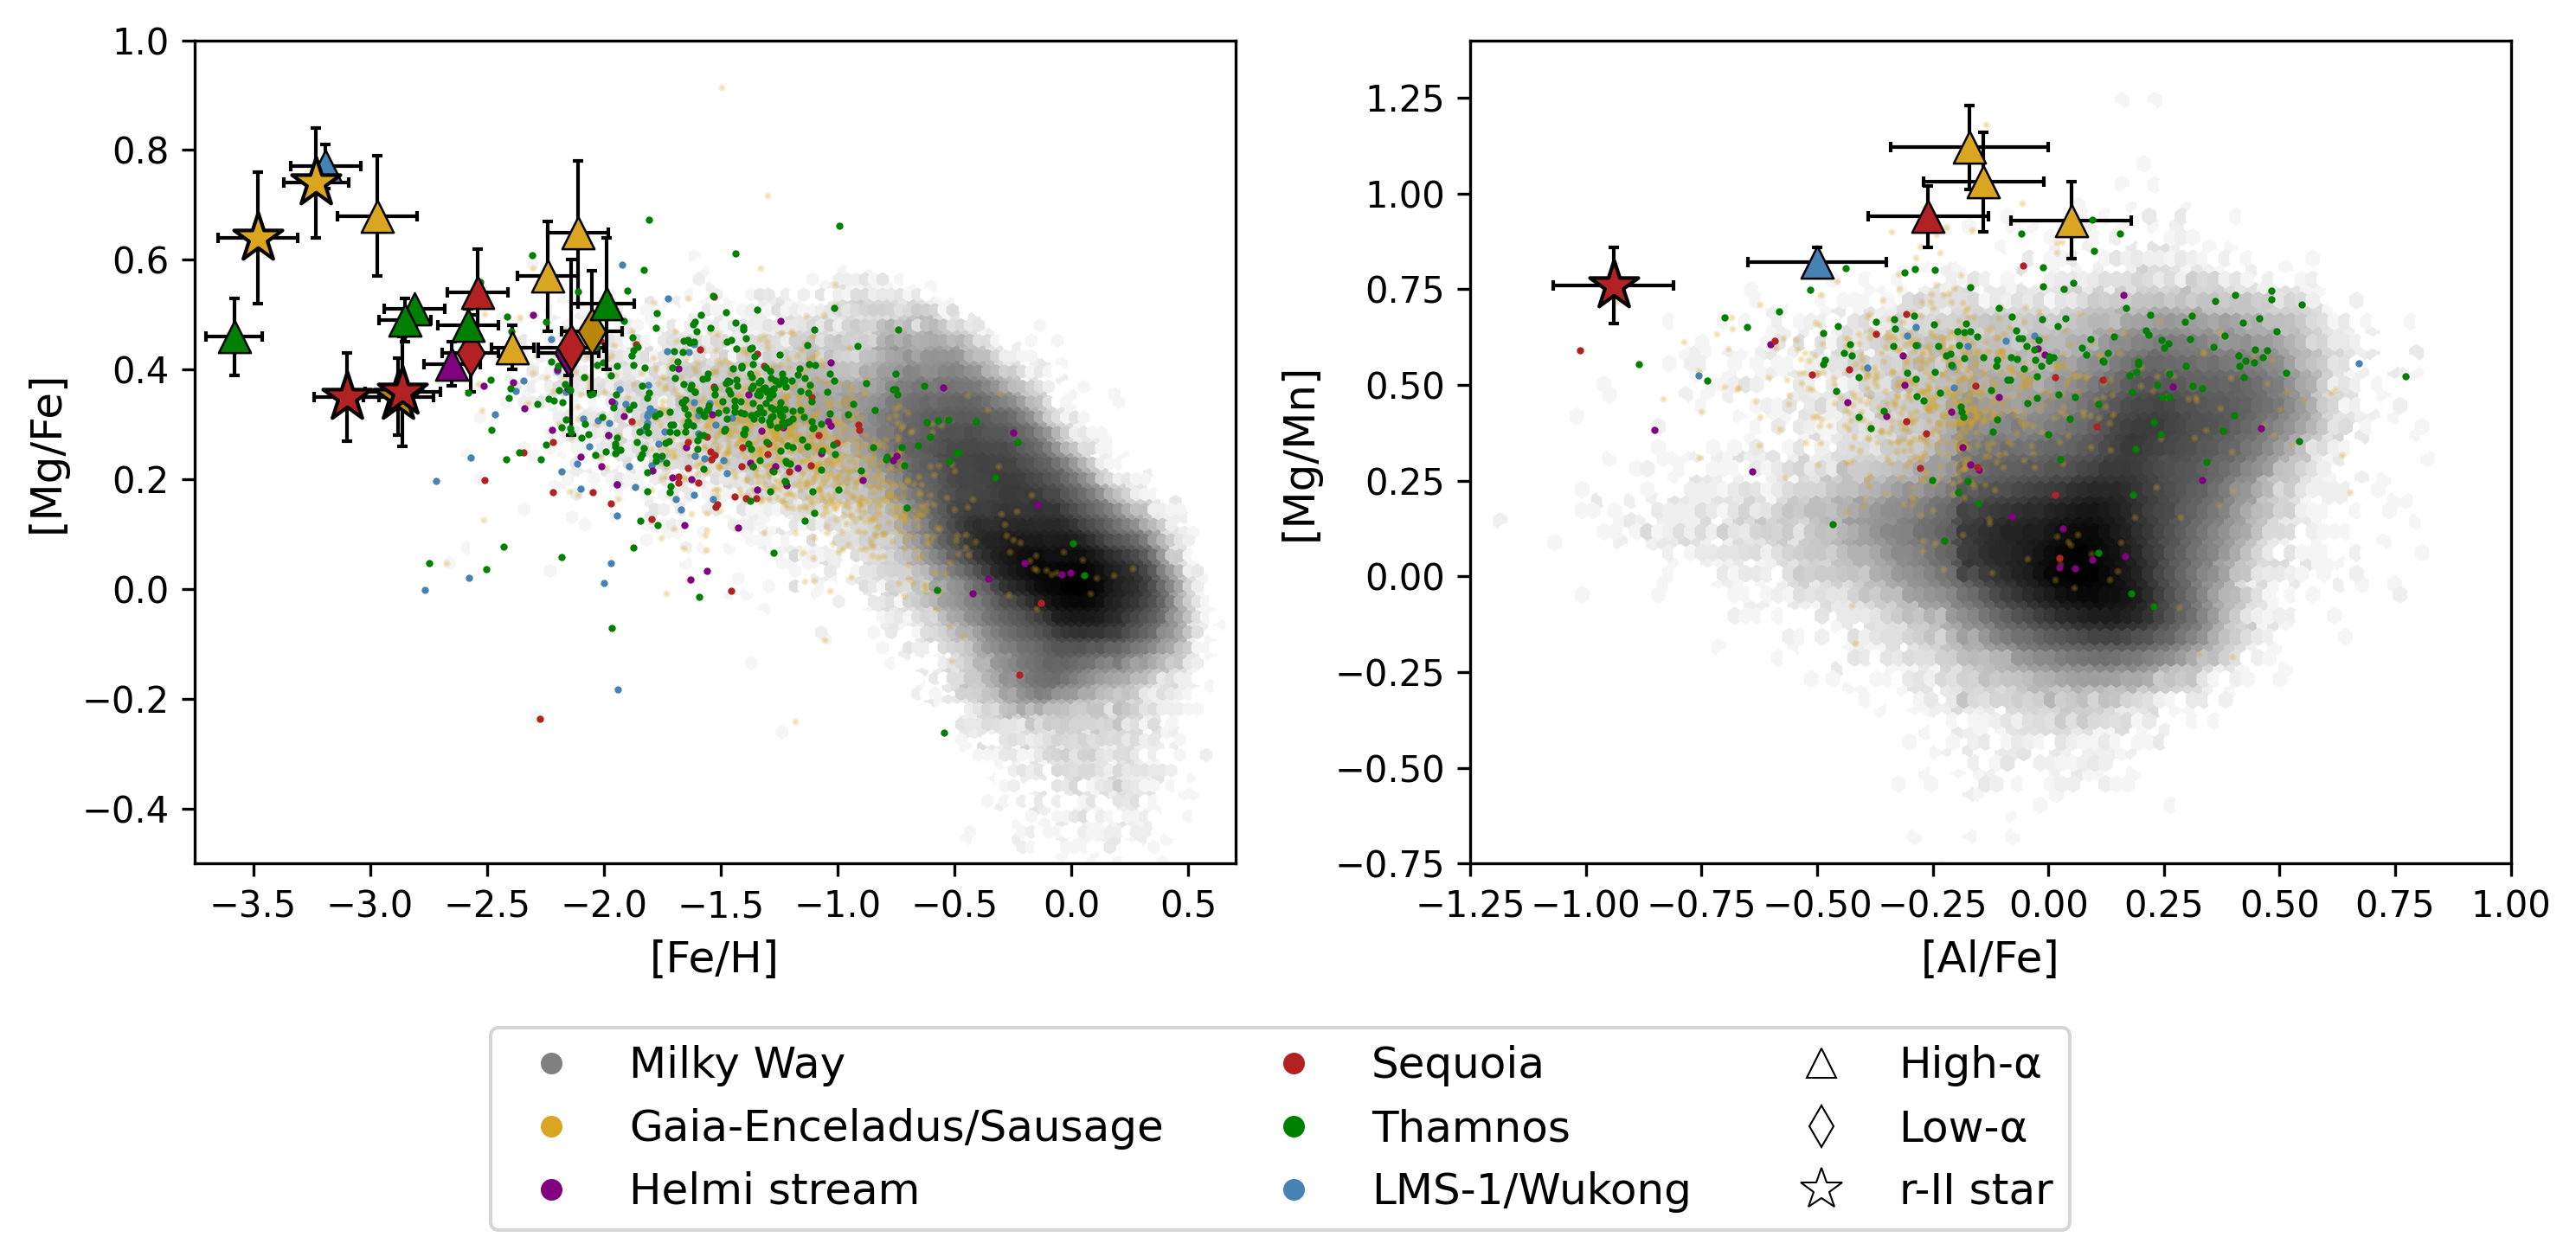 1.0
0.8
0.6
0.4
0.2
0.0
−0.2
−0.4
[Mg/Fe]
−3.5 −3.0 −2.5 −2.0 −1.5 −1.0 −0.5 0.0 0.5
[Fe/H]
1.25
1.00
0.75
0.50
0.25
0.00
−0.25
−0.50
−0.75
[Mg/Mn]
−1.25 −1.00 −0.75 −0.50 −0.25 0.00 0.25 0.50 0.75 1.00
[Al/Fe]
Milky Way
Gaia-Enceladus/Sausage
Helmi stream
Sequoia
Thamnos
LMS-1/Wukong
High-α
Low-α
r-II star